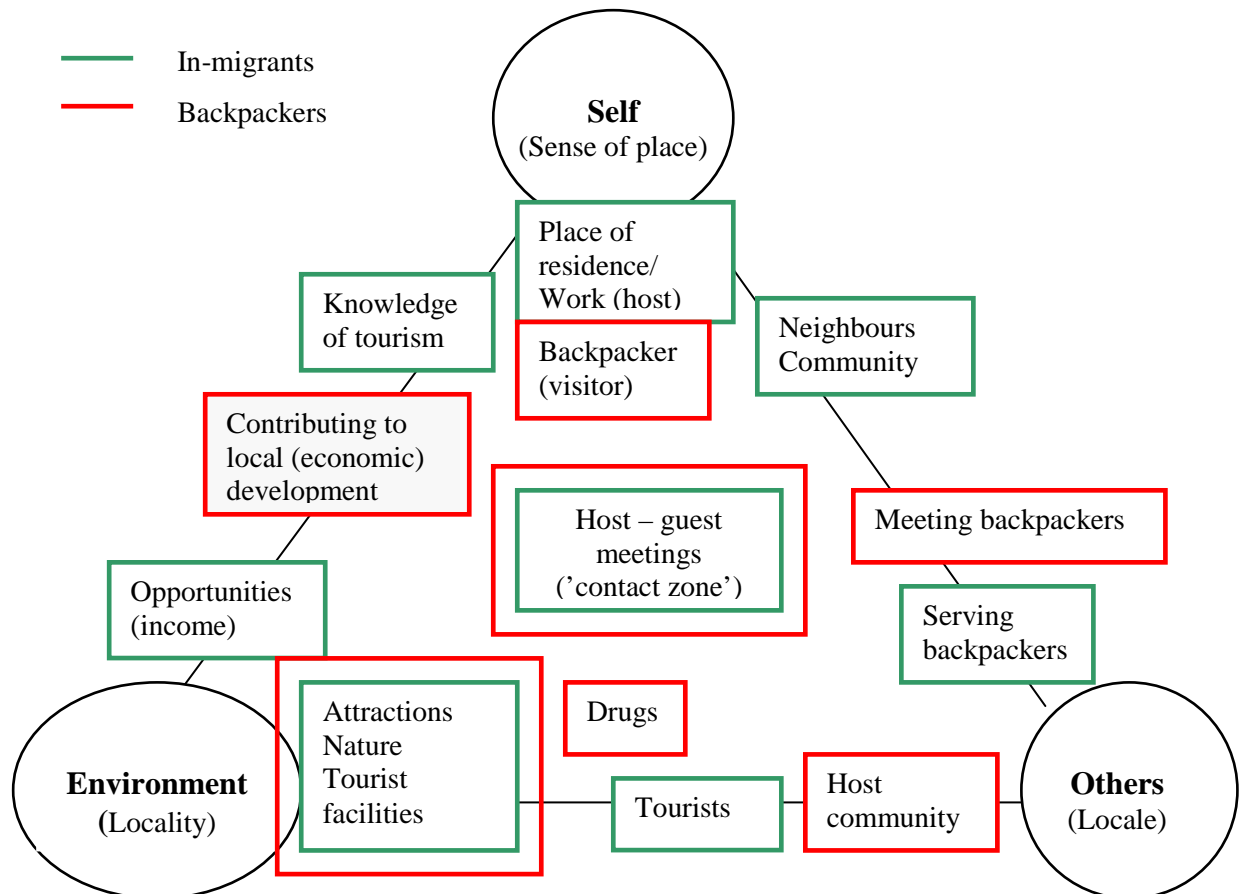 In-migrants
Backpackers
Self
(Sense of place)
Place of
residence/
Work (host)
Knowledge
of tourism
Neighbours
Community
Backpacker
(visitor)
Contributing to
local (economic)
development
Host – guest
meetings
(’contact zone’)
Meeting backpackers
Opportunities
(income)
Serving
backpackers
Attractions
Nature
Tourist
facilities
Drugs
Environment
(Locality)
Tourists
Host
community
Others
(Locale)